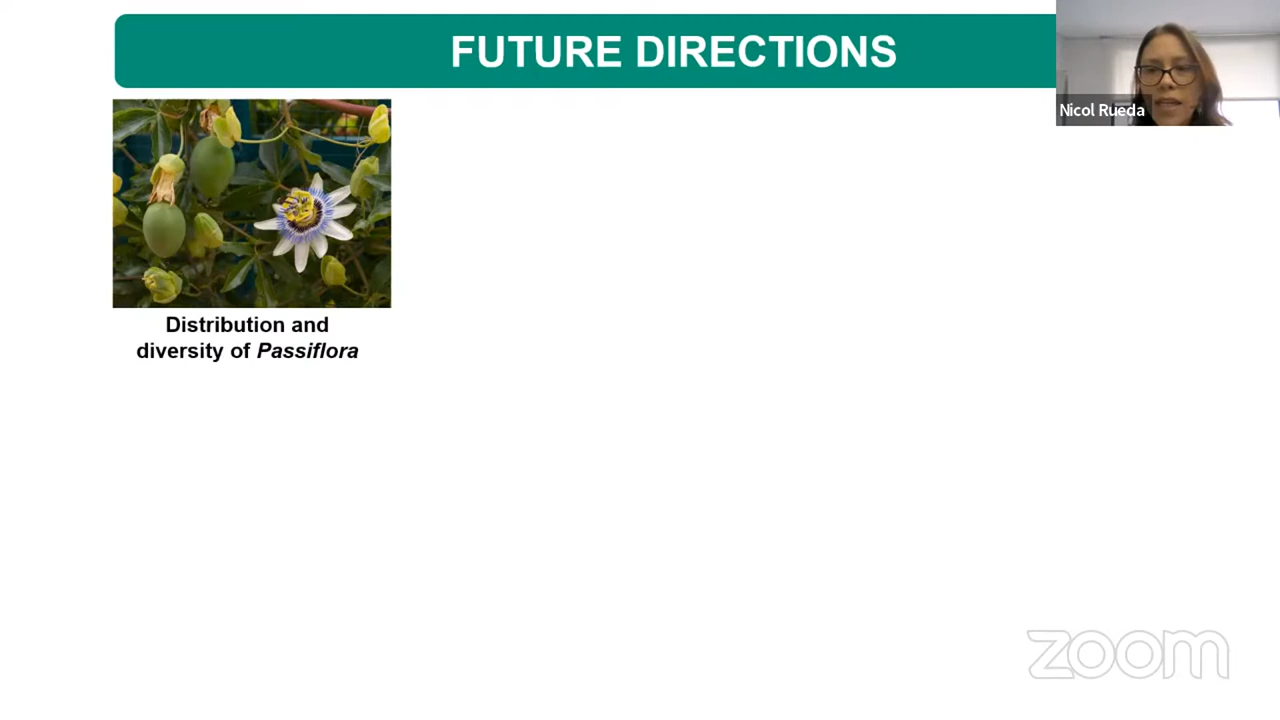 FUTURE DIRECTIONS
Nicol Rueda
Distribution and
diversity of Passiflora
zoom